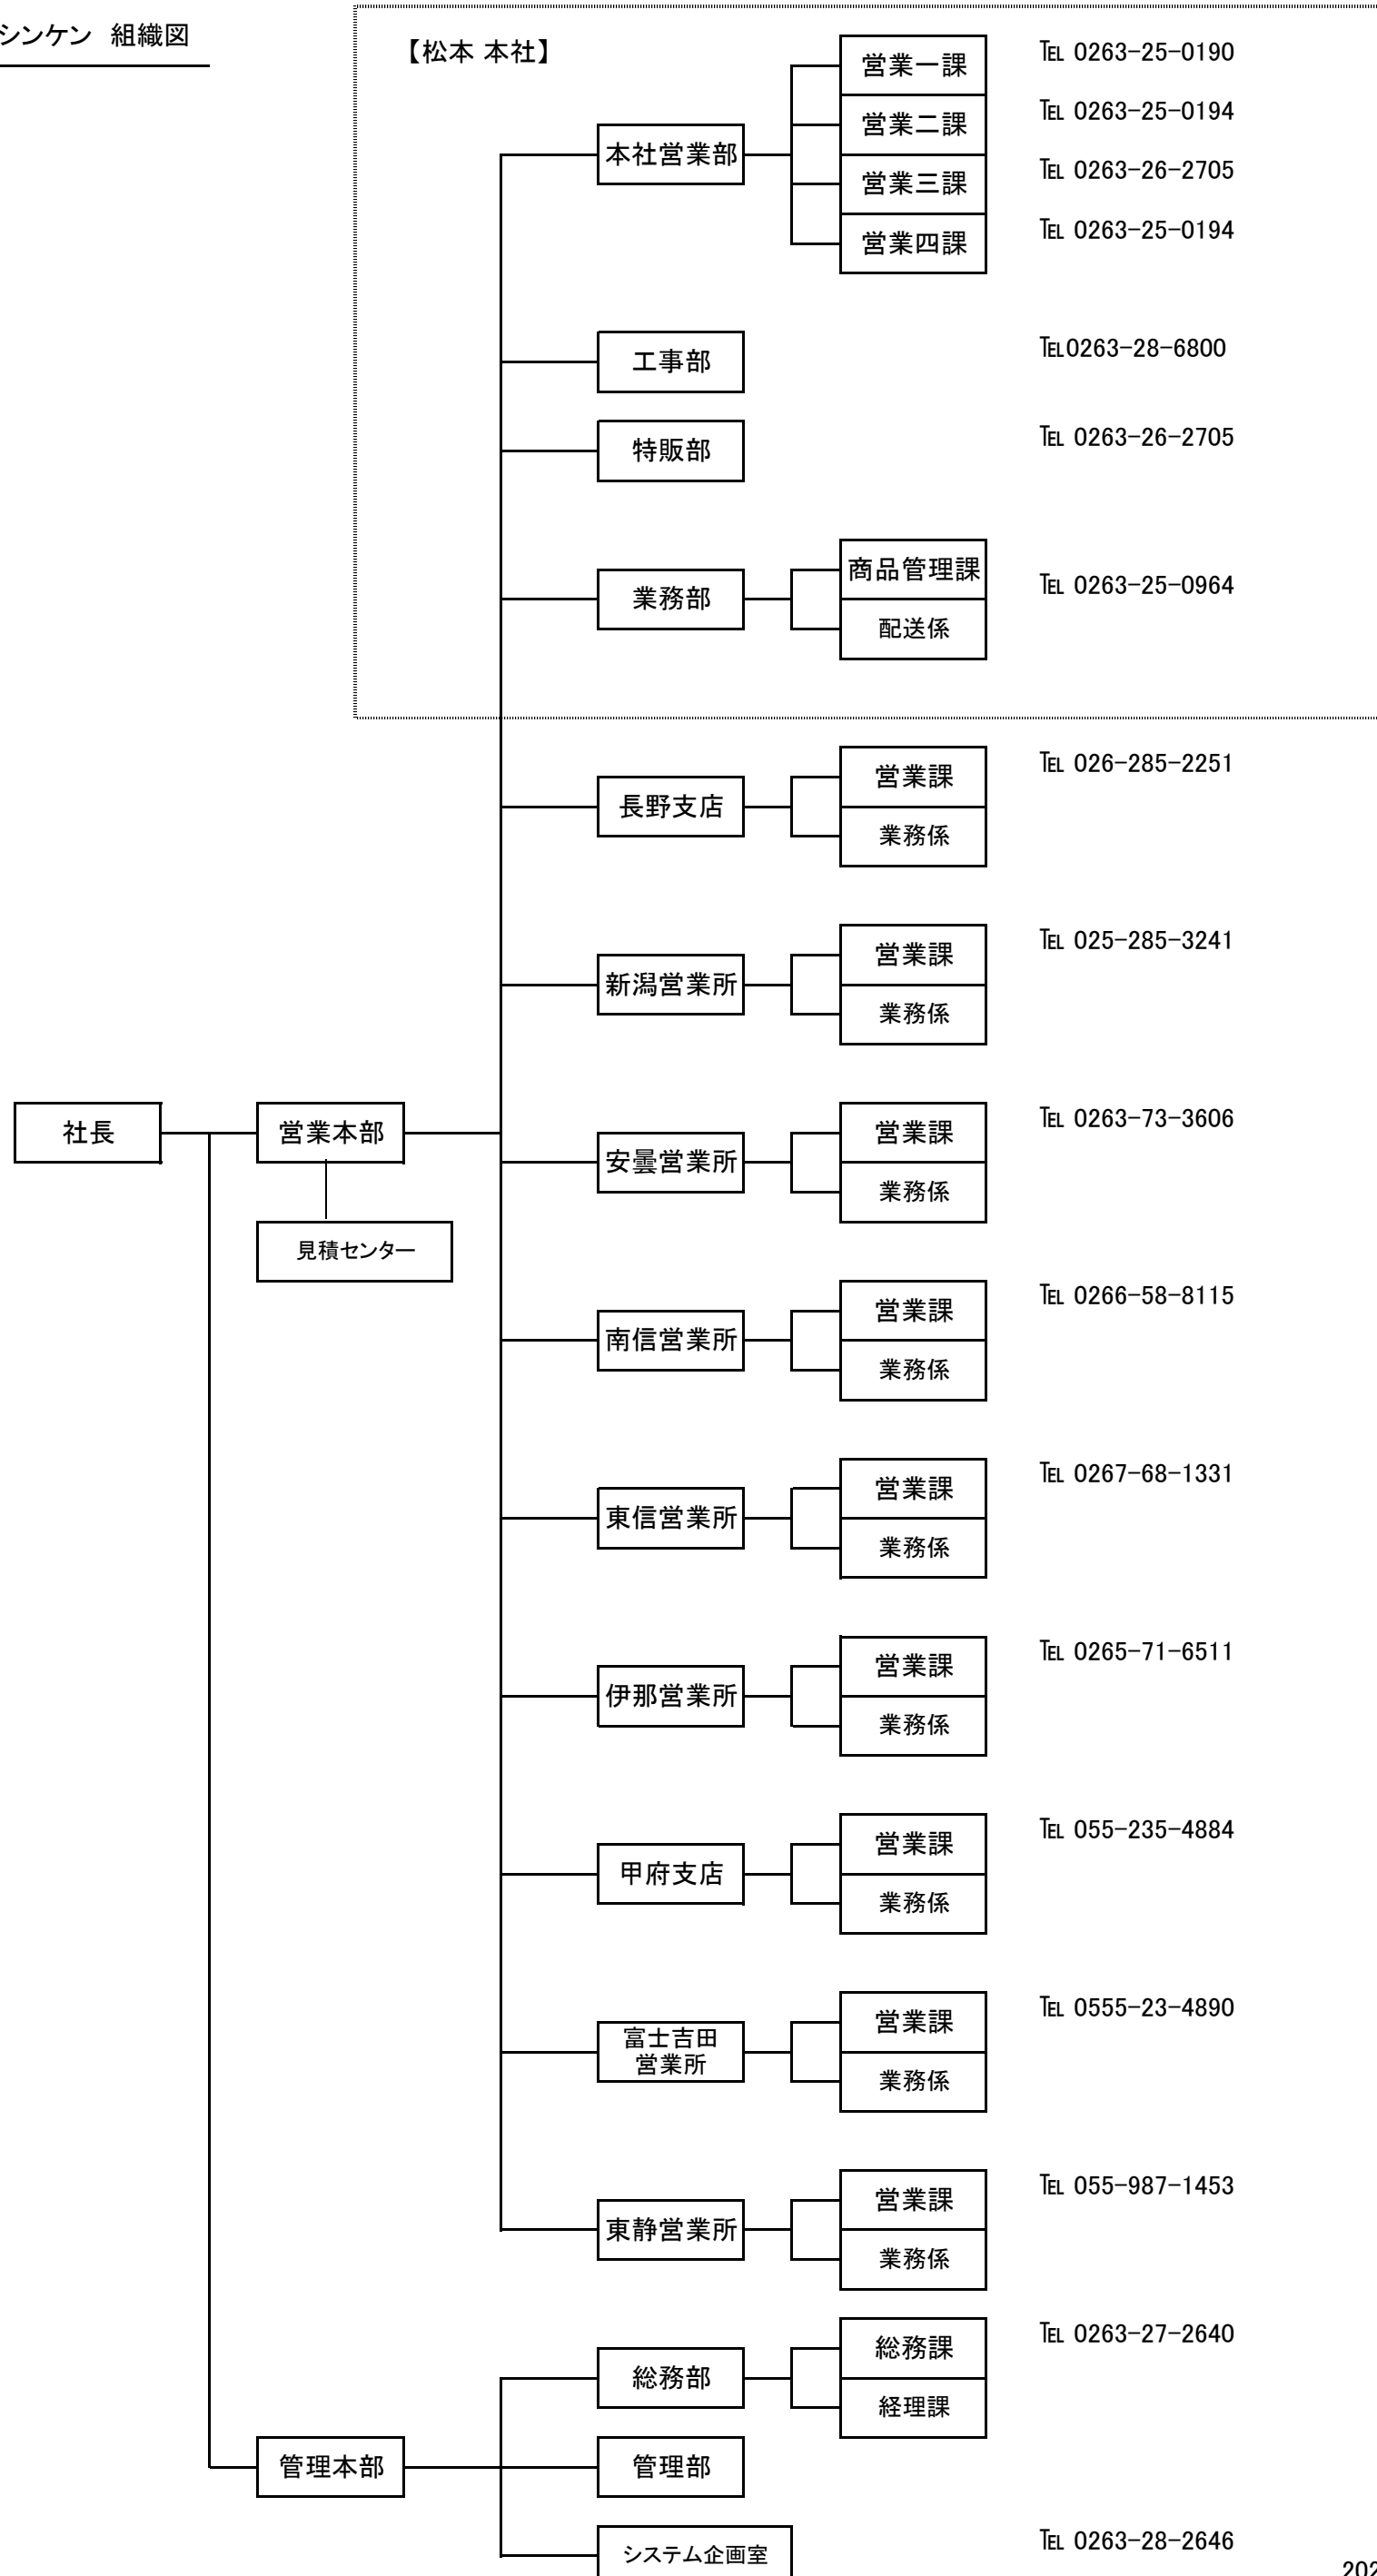 シンケン 組織図
【松本 本社】
営業一課 ℡ 0263-25-0190
営業二課 ℡ 0263-25-0194
本社営業部
営業三課 ℡ 0263-26-2705
営業四課 ℡ 0263-25-0194
工事部 ℡0263-28-6800
特販部 ℡ 0263-26-2705
商品管理課
業務部 ℡ 0263-25-0964
配送係
営業課 ℡ 026-285-2251
長野支店
業務係
営業課 ℡ 025-285-3241
新潟営業所
業務係
社長 営業本部 営業課 ℡ 0263-73-3606
安曇営業所
業務係
見積センター
営業課 ℡ 0266-58-8115
南信営業所
業務係
営業課 ℡ 0267-68-1331
東信営業所
業務係
営業課 ℡ 0265-71-6511
伊那営業所
業務係
営業課 ℡ 055-235-4884
甲府支店
業務係
営業課 ℡ 0555-23-4890
富士吉田
営業所
業務係
営業課 ℡ 055-987-1453
東静営業所
業務係
総務課 ℡ 0263-27-2640
総務部
経理課
管理本部 管理部
システム企画室 ℡ 0263-28-2646
202